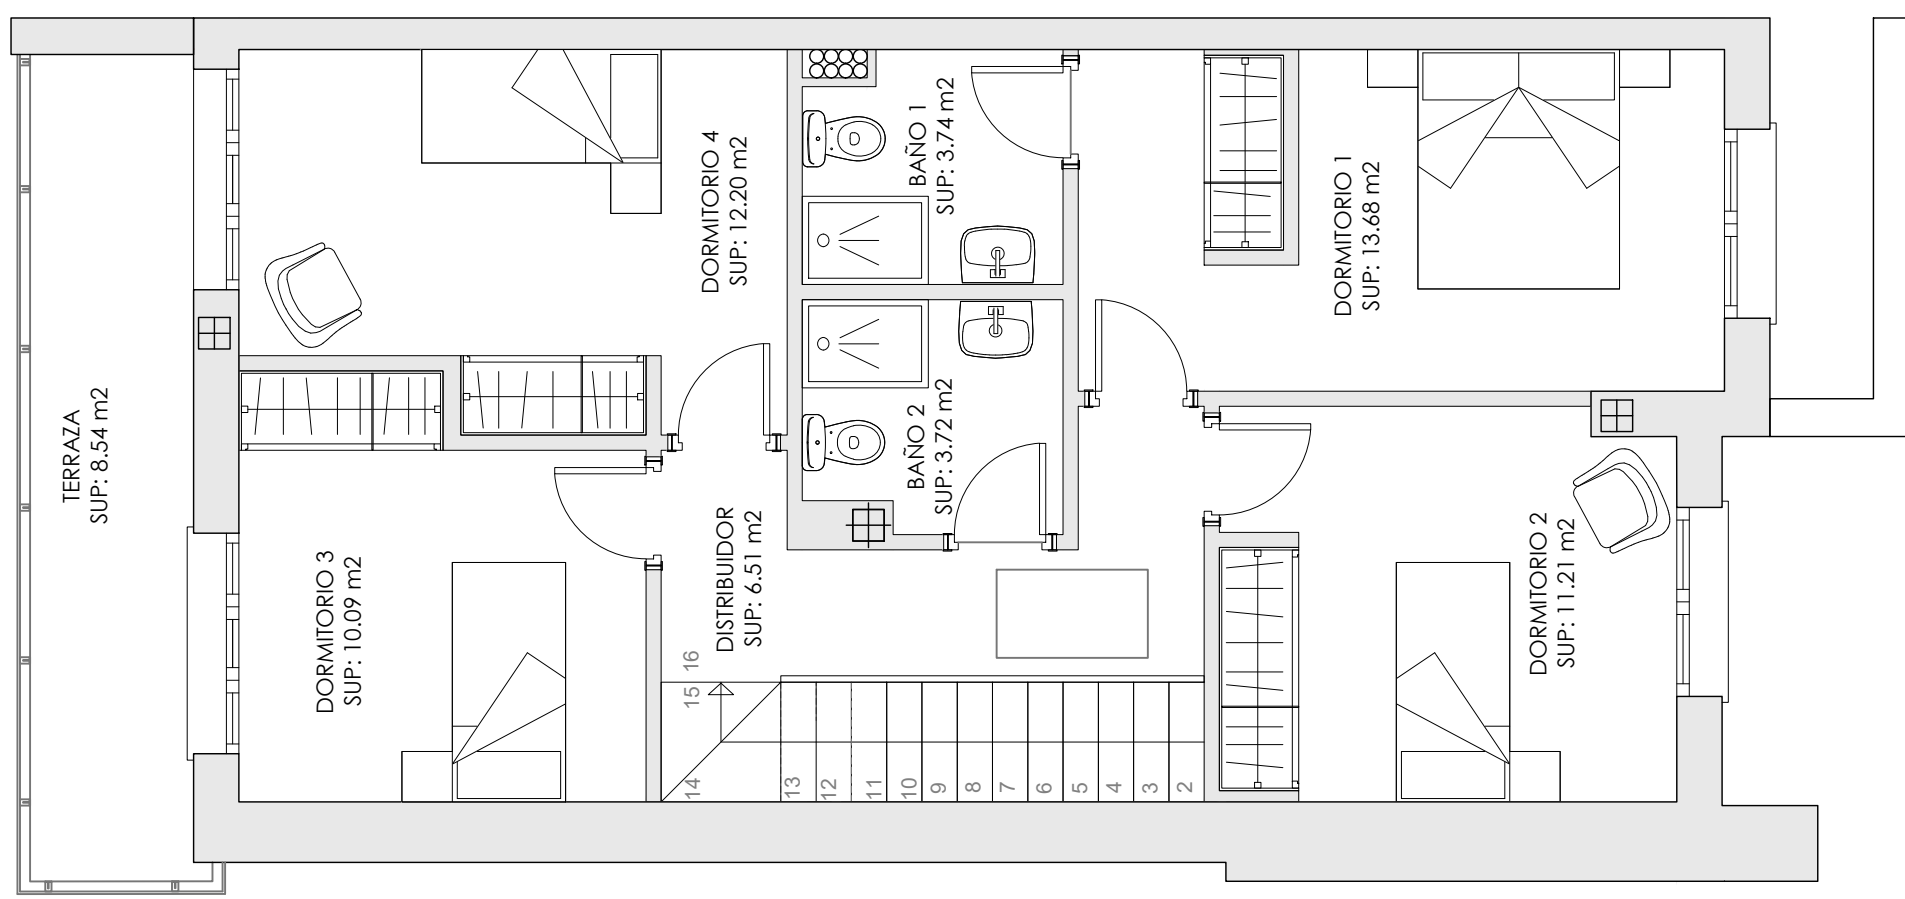 TERRAZA
SUP: 8.54 m2
DORMITORIO 4
SUP: 12.20 m2
BAÑO 1
SUP: 3.74 m2
DORMITORIO 1
SUP: 13.68 m2
BAÑO 2
SUP: 3.72 m2
DORMITORIO 3
SUP: 10.09 m2
DISTRIBUIDOR
SUP: 6.51 m2
DORMITORIO 2
SUP: 11.21 m2
16
15
14
13
12
11
10
9
8
7
6
5
4
3
2